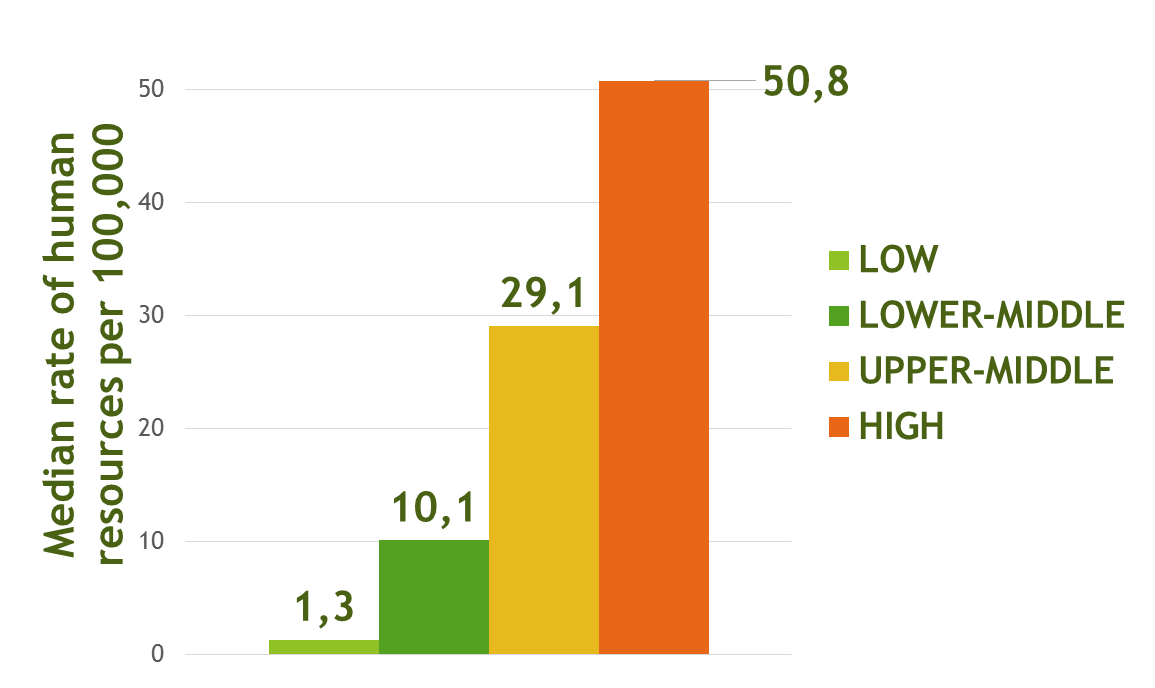 Median rate of human
resources per 100,000
50
40
30
20
10
0
1,3
10,1
29,1
50,8
LOW
LOWER-MIDDLE
UPPER-MIDDLE
HIGH